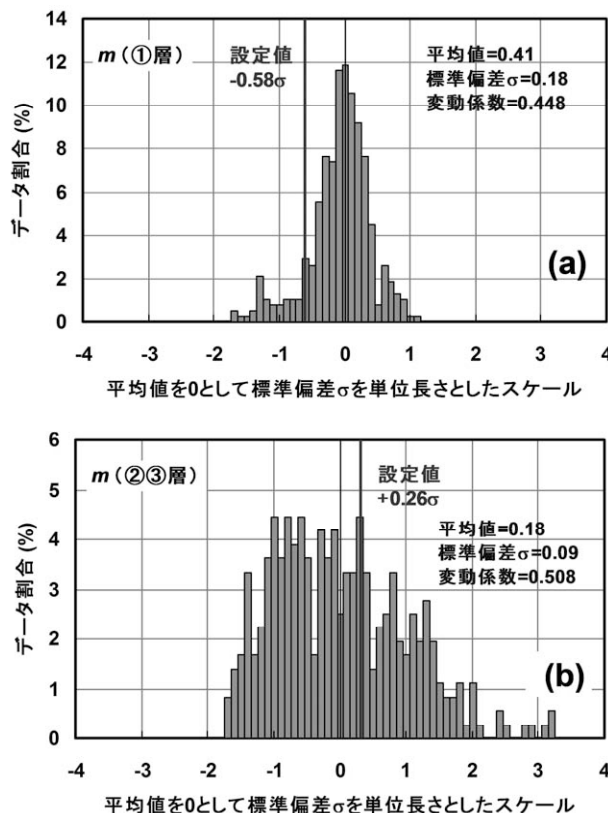 14
12
10
8
6
4
2
0
データ割合 (%)
m (①層)
設定値
-0.58σ
平均値=0.41
標準偏差σ=0.18
変動係数=0.448
(a)
-4 -3 -2 -1 0 1 2 3 4
平均値を0として標準偏差σを単位長さとしたスケール
6
5
4
3
2
1
0
データ割合 (%)
m (②③層)
設定値
+0.26σ
平均値=0.18
標準偏差σ=0.09
変動係数=0.508
(b)
-4 -3 -2 -1 0 1 2 3 4
平均値を0として標準偏差σを単位長さとしたスケール